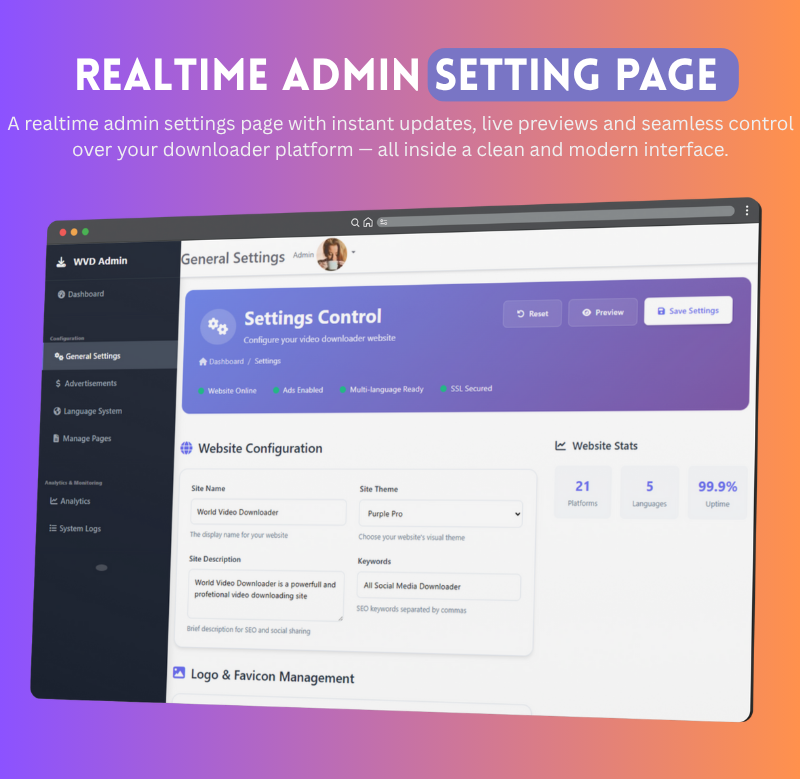 REALTIME ADMIN SETTING PAGE
A realtime admin settings page with instant updates, live previews and seamless control
over your downloader platform — all inside a clean and modern interface.
WVD Admin
Dashboard
Configuration
General Settings
Advertisements
Language System
Manage Pages
Analytics & Monitoring
Analytics
System Logs
General Settings
Admin
Settings Control
Configure your video downloader website
Dashboard / Settings
Reset
Preview
Save Settings
Website Online
Ads Enabled
Multi-language Ready
SSL Secured
Website Configuration
Site Name
World Video Downloader
The display name for your website
Site Theme
Purple Pro
Choose your website's visual theme
Site Description
World Video Downloader is a powerfull and
profetional video downloading site
Brief description for SEO and social sharing
Keywords
All Social Media Downloader
SEO keywords separated by commas
Website Stats
21
Platforms
5
Languages
99.9%
Uptime
Logo & Favicon Management